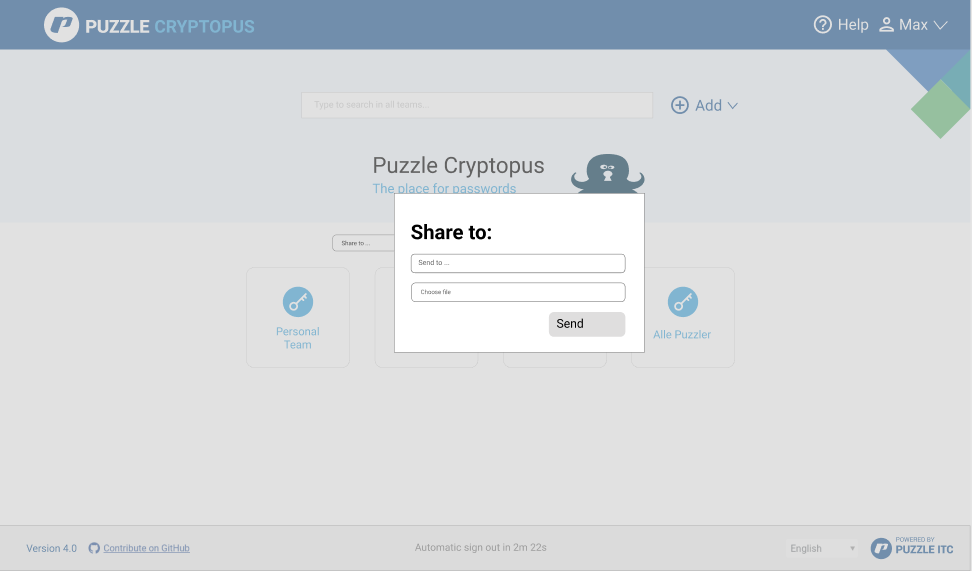 PUZZLE CRYPTOPUS
Help
Max
Type to search in all teams...
Add
Puzzle Cryptopus
The place for passwords
Share to ...
Share to:
Send to ...
Choose file
Send
Personal
Team
Alle Puzzler
Version 4.0
Contribute on GitHub
Automatic sign out in 2m 22s
English
POWERED BY
PUZZLE ITC